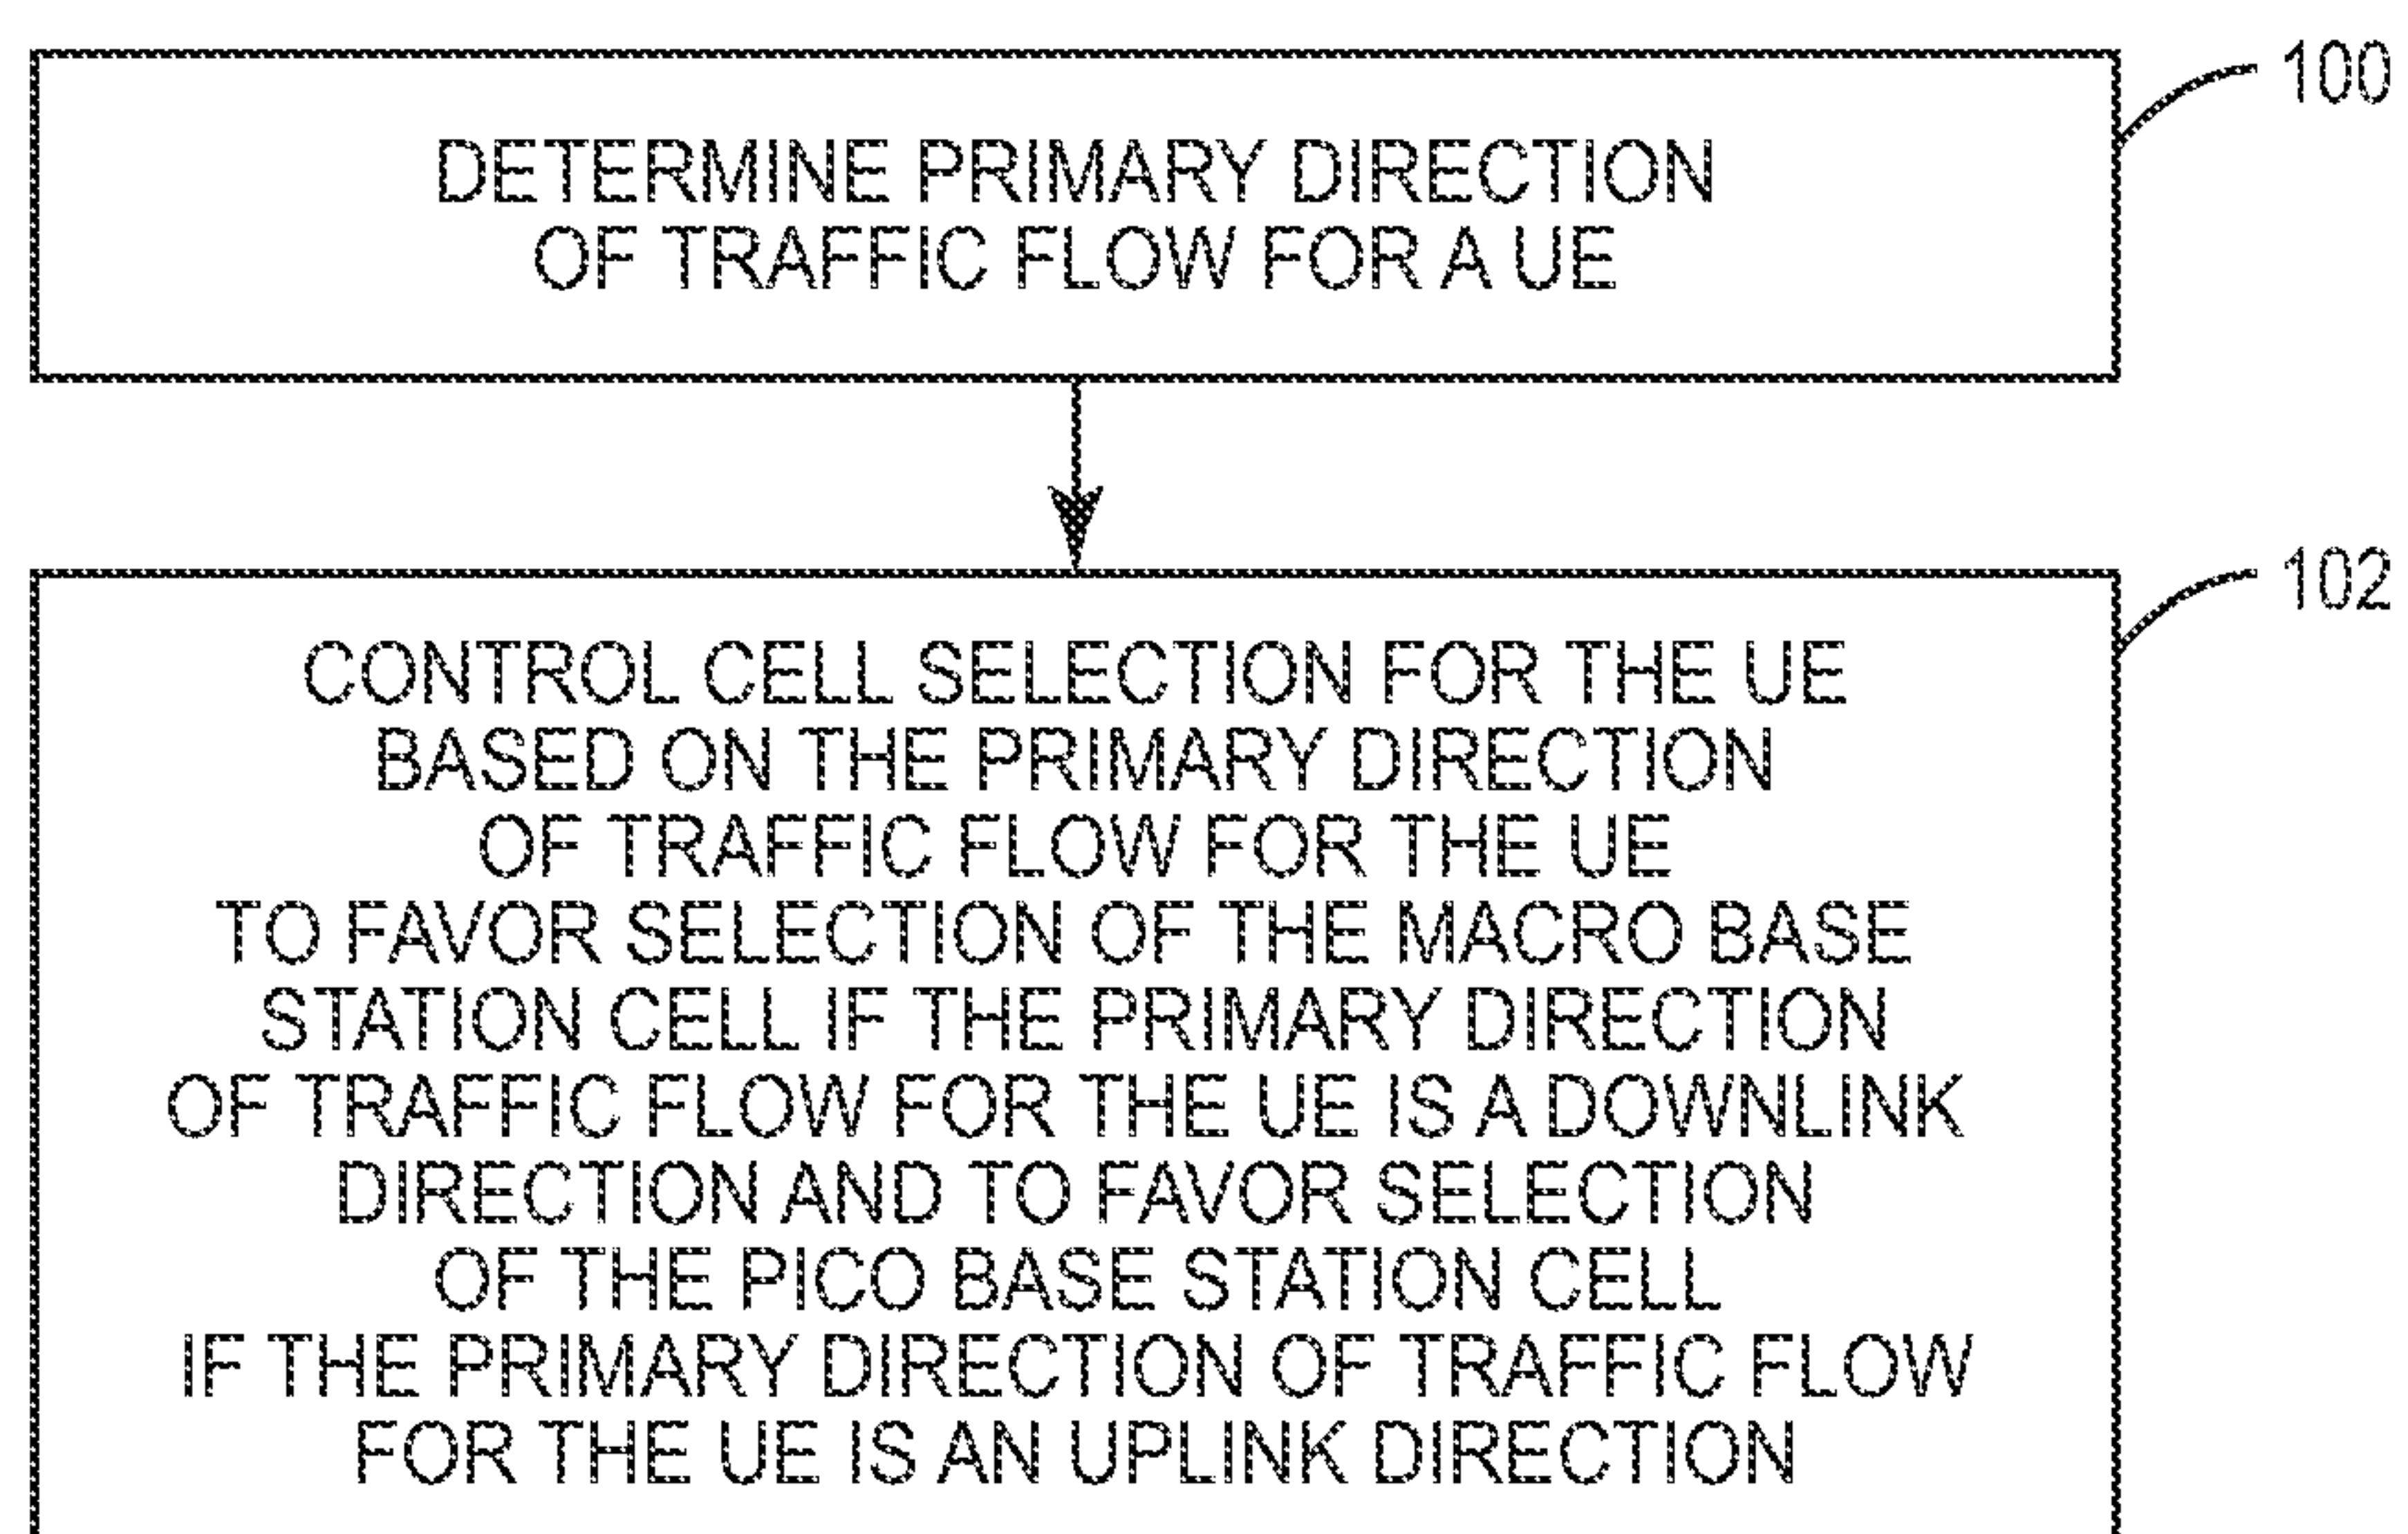 100
DETERMINE PRIMARY DIRECTION
OF TRAFFIC FLOW FOR A UE
102
CONTROL CELL SELECTION FOR THE UE
BASED ON THE PRIMARY DIRECTION
OF TRAFFIC FLOW FOR THE UE
TO FAVOR SELECTION OF THE MACRO BASE
STATION CELL IF THE PRIMARY DIRECTION
OF TRAFFIC FLOW FOR THE UE IS A DOWNLINK
DIRECTION AND TO FAVOR SELECTION
OF THE PICO BASE STATION CELL
IF THE PRIMARY DIRECTION OF TRAFFIC FLOW
FOR THE UE IS AN UPLINK DIRECTION